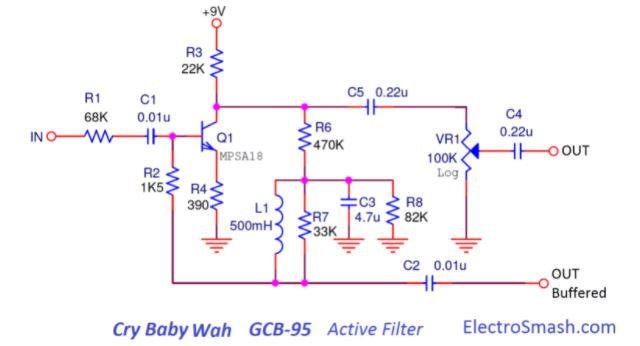 +9V
R3
22K
C5 0.22u
R1
68K
C1
0.01u
IN
Q1
MPSA18
R6
470K
VR1
100K
Log
C4
0.22u
OUT
R2
1K5
R4
390
L1
500mH
R7
33K
C3
4.7u
R8
82K
C2 0.01u
OUT
Buffered
Cry Baby Wah GCB-95 Active Filter ElectroSmash.com